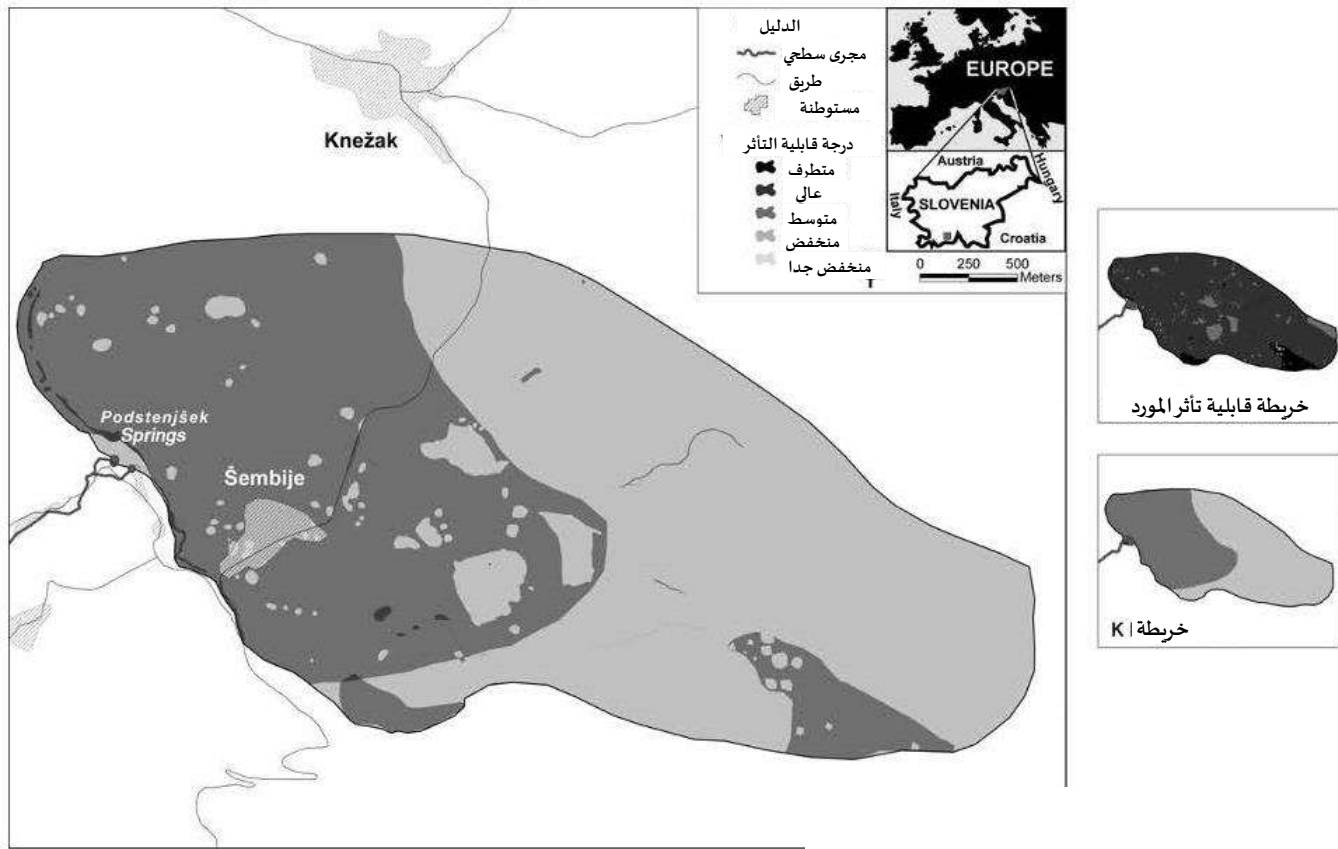 Knežak
Podstenjšek
Springs
Šembije
الدليل
مجرى سطحي
طريق
مستوطنة
درجة قابلية التأثر
متطرف
عالي
متوسط
منخفض
منخفض جدا
EUROPE
Austria
Hungary
Italy
SLOVENIA
Croatia
0 250 500
Meters
خريطة قابلية تأثر المورد
خريطة K